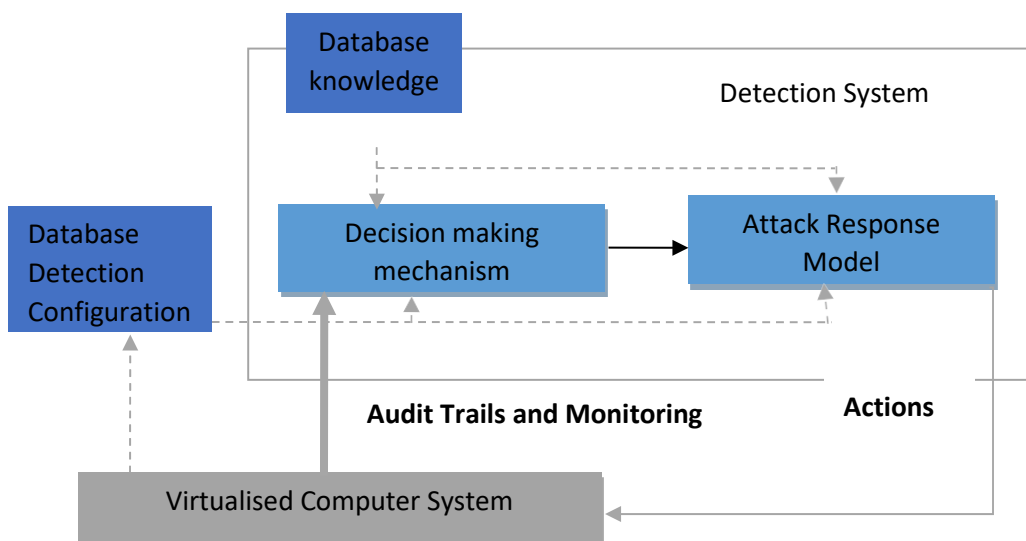 Database
knowledge
Detection System
Decision making
mechanism
Attack Response
Model
Database
Detection
Configuration
Audit Trails and Monitoring
Actions
Virtualised Computer System